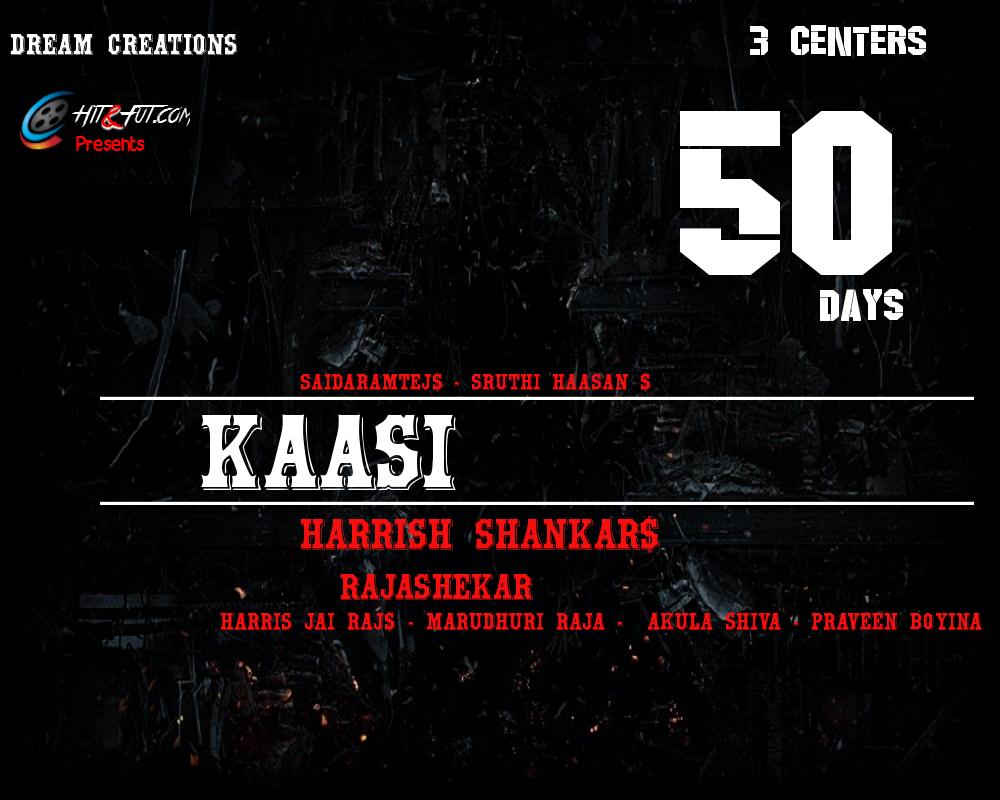 DREAM CREATIONS
3 CENTERS
HIT&FUT.COM
Presents
50
DAYS
SAIDARAMTEJ$ - SRUTHI HAASAN $
KAASI
HARRISH SHANKAR$
RAJASHEKAR
HARRIS JAI RAJ$ - MARUDHURI RAJA - AKULA SHIVA - PRAVEEN BOYINA